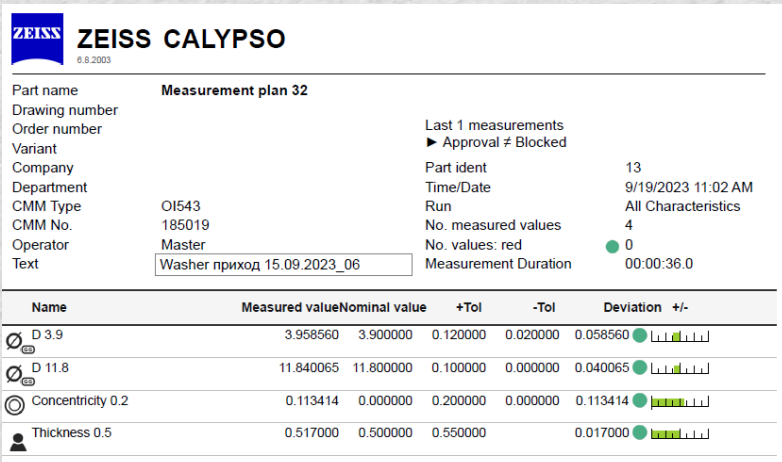 ZEISS
ZEISS CALYPSO
6.8.2003
Part name Measurement plan 32
Drawing number
Order number
Last 1 measurements
Variant
► Approval ≠ Blocked
Company
Part ident 13
Department
Time/Date 9/19/2023 11:02 AM
CMM Type OI543
Run All Characteristics
CMM No. 185019
No. measured values 4
Operator Master
No. values: red 0
Text Washer приход 15.09.2023_06
Measurement Duration 00:00:36.0
Name Measured value Nominal value +Tol -Tol Deviation +/-
D 3.9 3.958560 3.900000 0.120000 0.020000 0.058560
D 11.8 11.840065 11.800000 0.100000 0.000000 0.040065
Concentricity 0.2 0.113414 0.000000 0.200000 0.000000 0.113414
Thickness 0.5 0.517000 0.500000 0.550000 0.017000